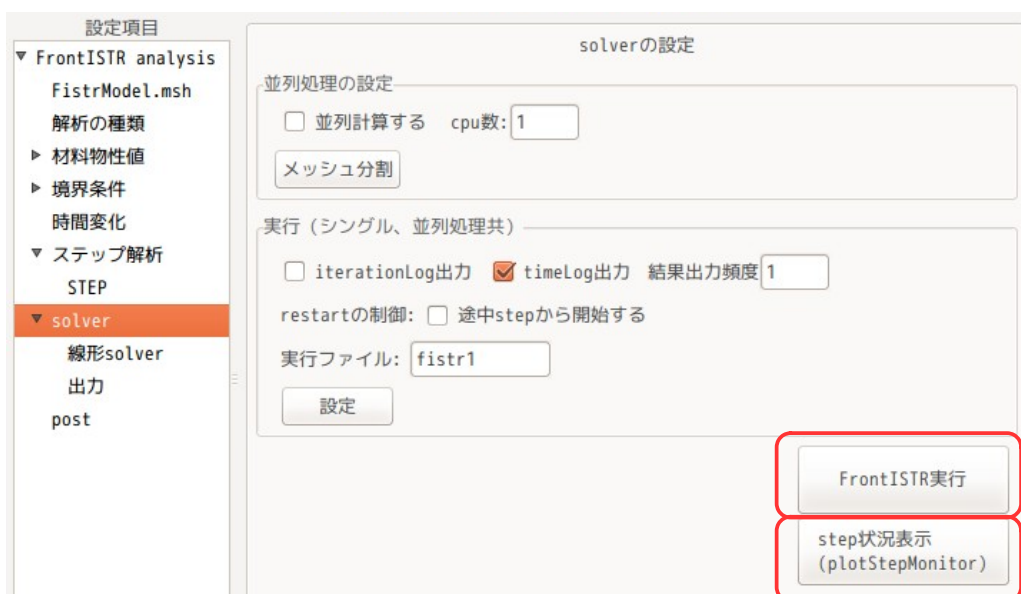 設定項目
FrontISTR analysis
FistrModel.msh
解析の種類
材料物性値
境界条件
時間変化
ステップ解析
STEP
solver
線形solver
出力
post
solverの設定
並列処理の設定
並列計算する cpu数: 1
メッシュ分割
実行（シングル、並列処理共）
iterationLog出力 timeLog出力 結果出力頻度 1
restartの制御: 途中stepから開始する
実行ファイル: fistr1
設定
FrontISTR実行
step状況表示
(plotStepMonitor)